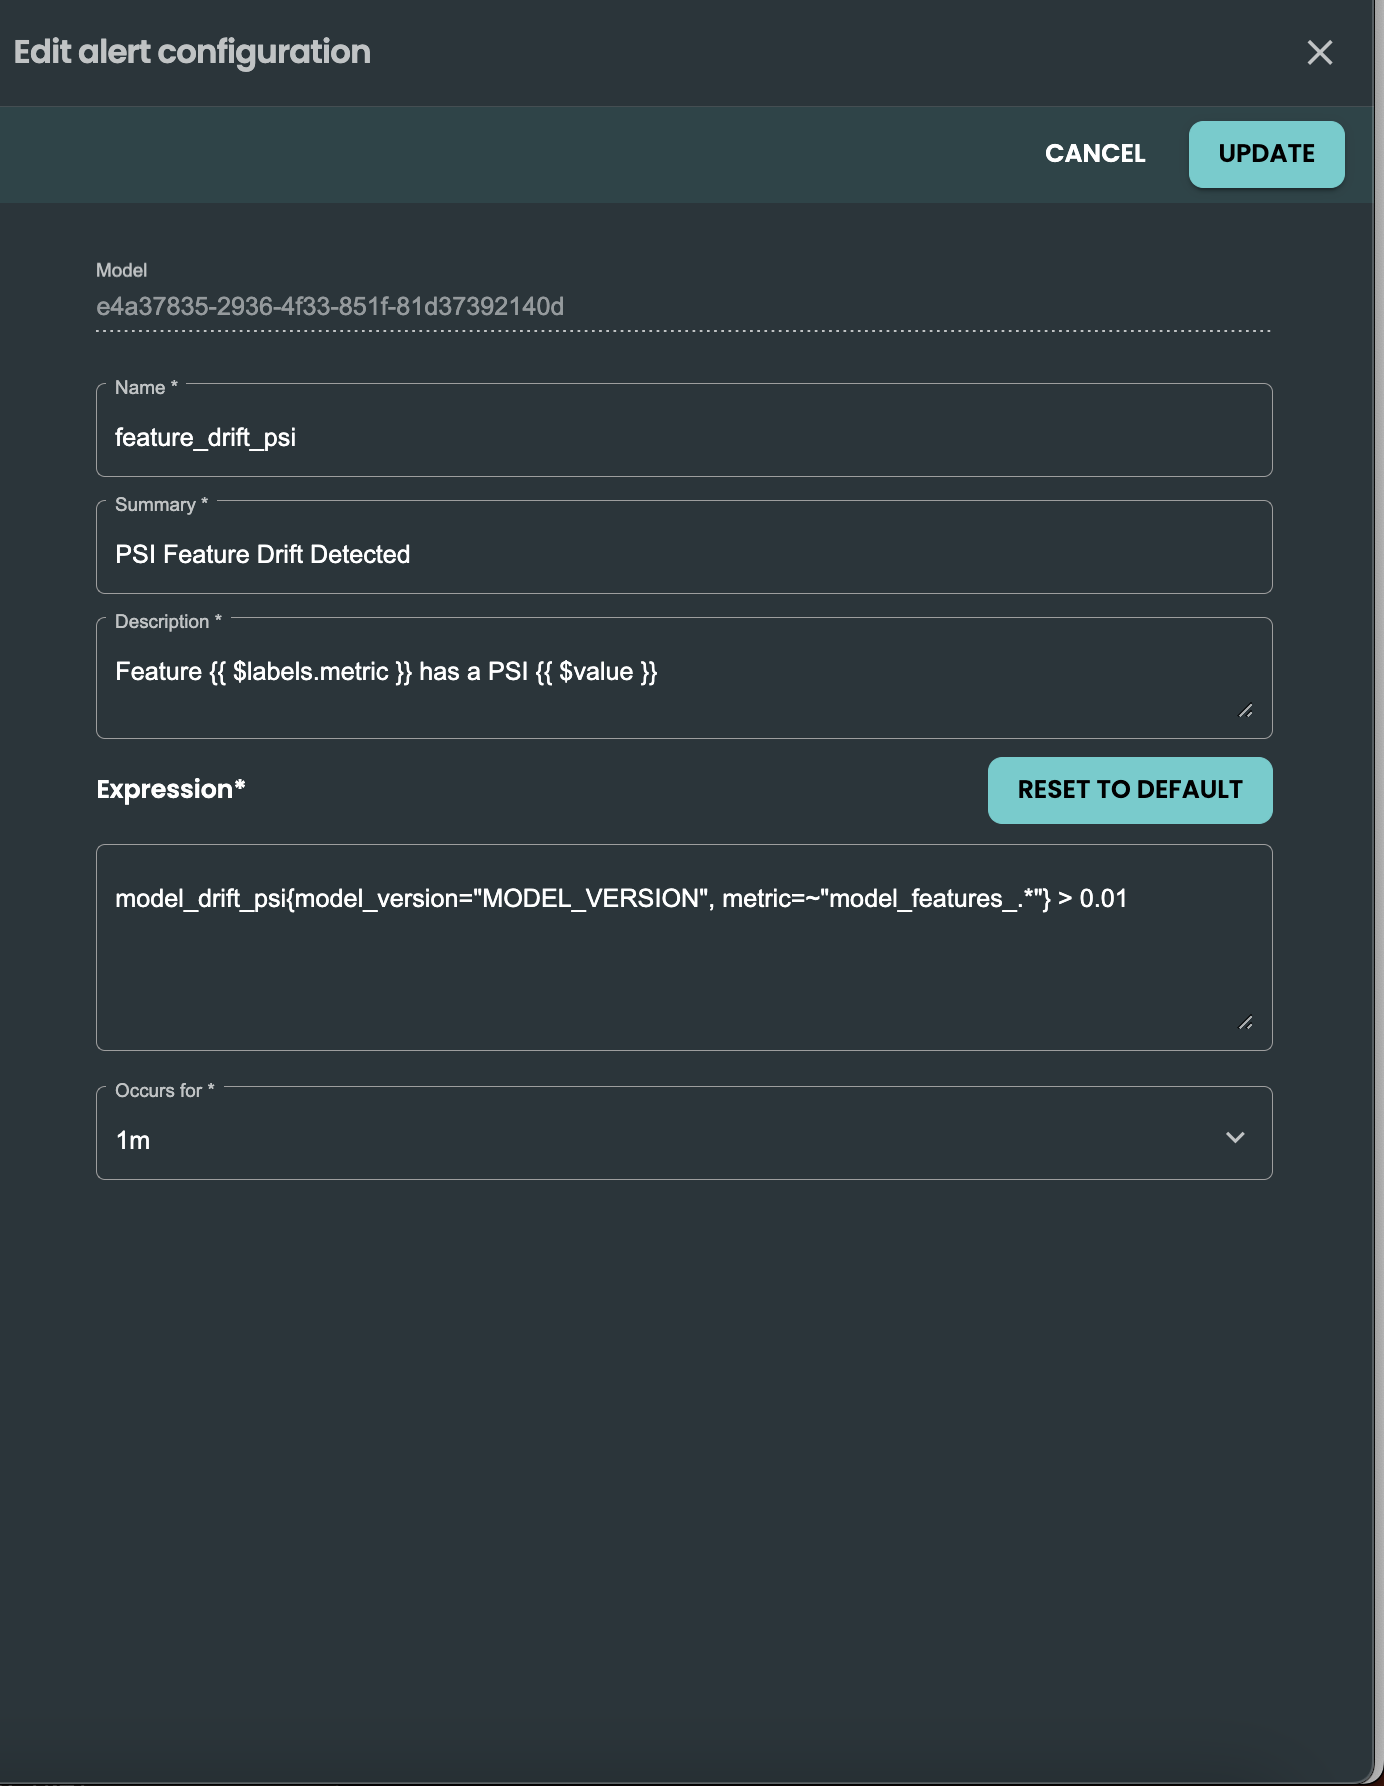 Edit alert configuration
CANCEL
UPDATE
Model
e4a37835-2936-4f33-851f-81d37392140d
Name *
feature_drift_psi
Summary *
PSI Feature Drift Detected
Description *
Feature {{ $labels.metric }} has a PSI {{ $value }}
Expression*
RESET TO DEFAULT
model_drift_psi{model_version="MODEL_VERSION", metric=~"model_features_.*"} > 0.01
Occurs for *
1m